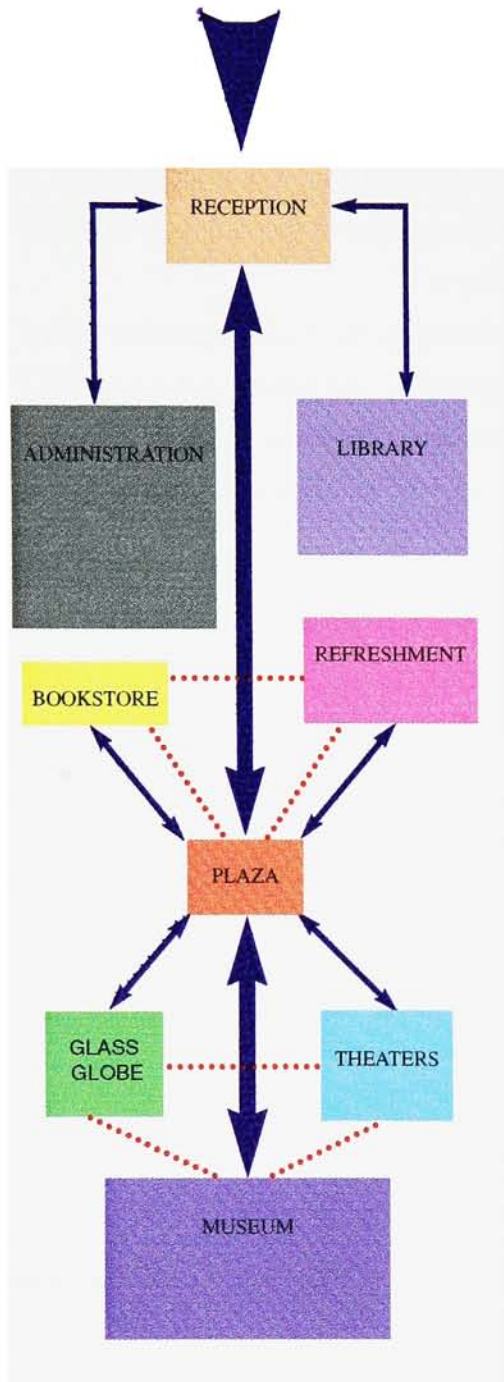 RECEPTION
ADMINISTRATION
LIBRARY
REFRESHMENT
BOOKSTORE
PLAZA
GLASS
GLOBE
THEATERS
MUSEUM